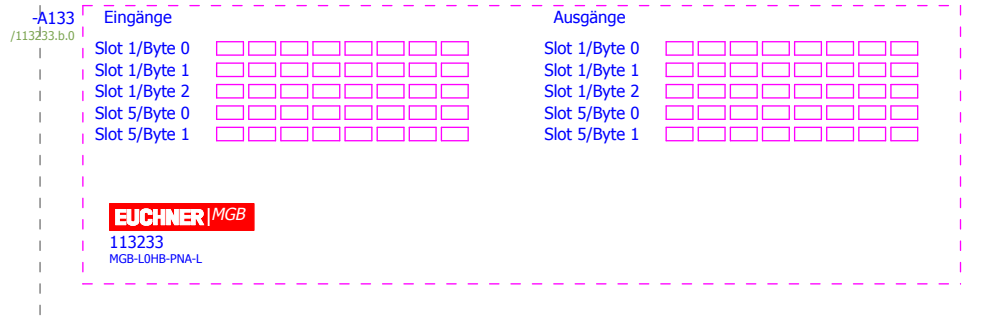 -A133 Eingänge Ausgänge
/113233.b.0
Slot 1/Byte 0 Slot 1/Byte 0
Slot 1/Byte 1 Slot 1/Byte 1
Slot 1/Byte 2 Slot 1/Byte 2
Slot 5/Byte 0 Slot 5/Byte 0
Slot 5/Byte 1 Slot 5/Byte 1
EUCHNER|MGB
113233
MGB-L0HB-PNA-L